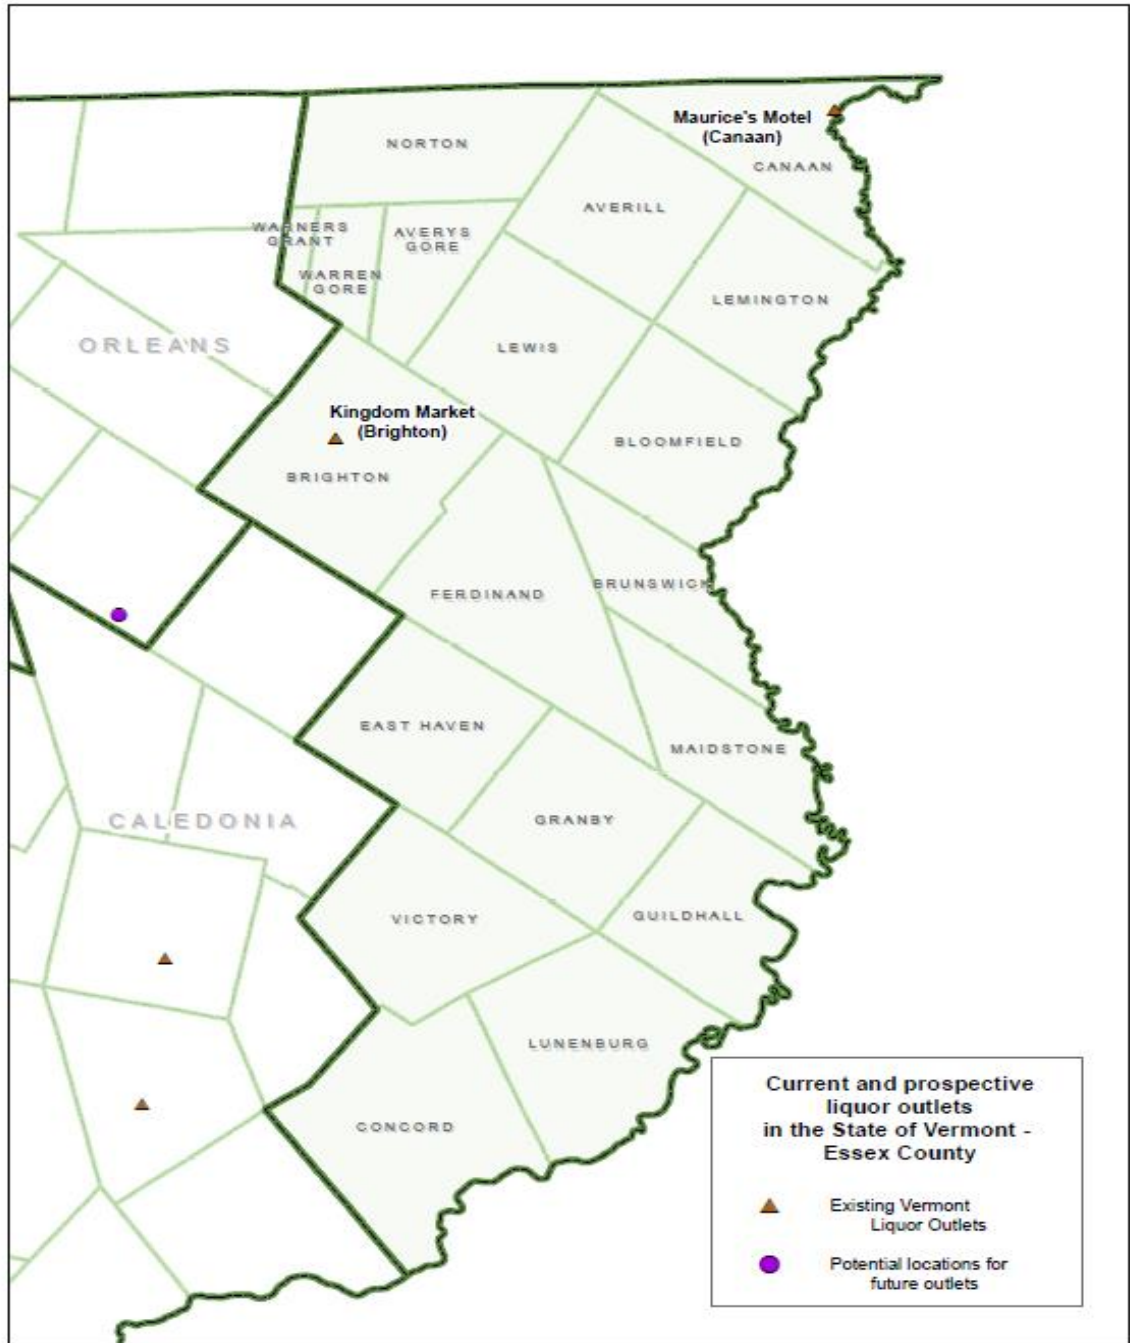 Maurice's Motel
(Canaan)
NORTON
CANAAN
AVERILL
WARNERS
GRANT
AVERYS
GORE
WARREN
GORE
LEMINGTON
ORLEANS
LEWIS
Kingdom Market
(Brighton)
BLOOMFIELD
BRIGHTON
BRUNSWICK
FERDINAND
EAST HAVEN
MAIDSTONE
CALEDONIA
GRANBY
VICTORY
GUILDHALL
LUNENBURG
CONCORD
Current and prospective
liquor outlets
in the State of Vermont -
Essex County
Existing Vermont
Liquor Outlets
Potential locations for
future outlets